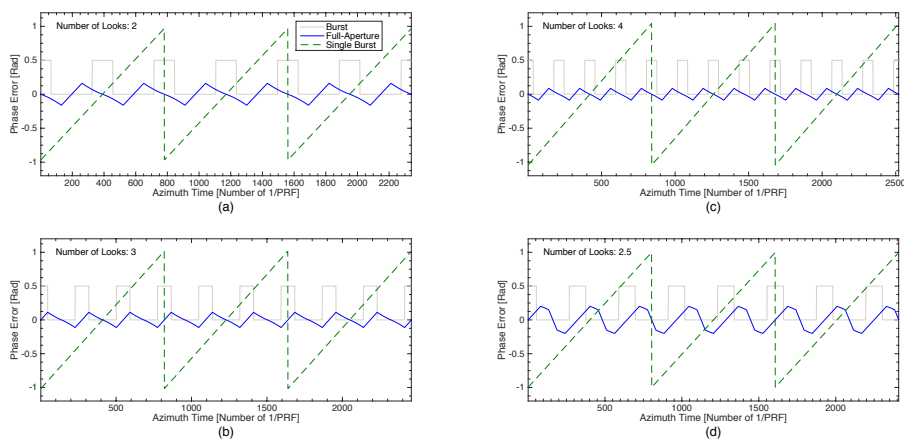 Number of Looks: 2
Burst
Full-Aperture
Single Burst
Phase Error [Rad]
1
0.5
0
-0.5
-1
200 400 600 800 1000 1200 1400 1600 1800 2000 2200
Azimuth Time [Number of 1/PRF]
(a)
Number of Looks: 4
Phase Error [Rad]
1
0.5
0
-0.5
-1
500 1000 1500 2000 2500
Azimuth Time [Number of 1/PRF]
(c)
Number of Looks: 3
Phase Error [Rad]
1
0.5
0
-0.5
-1
500 1000 1500 2000
Azimuth Time [Number of 1/PRF]
(b)
Number of Looks: 2.5
Phase Error [Rad]
1
0.5
0
-0.5
-1
500 1000 1500 2000
Azimuth Time [Number of 1/PRF]
(d)